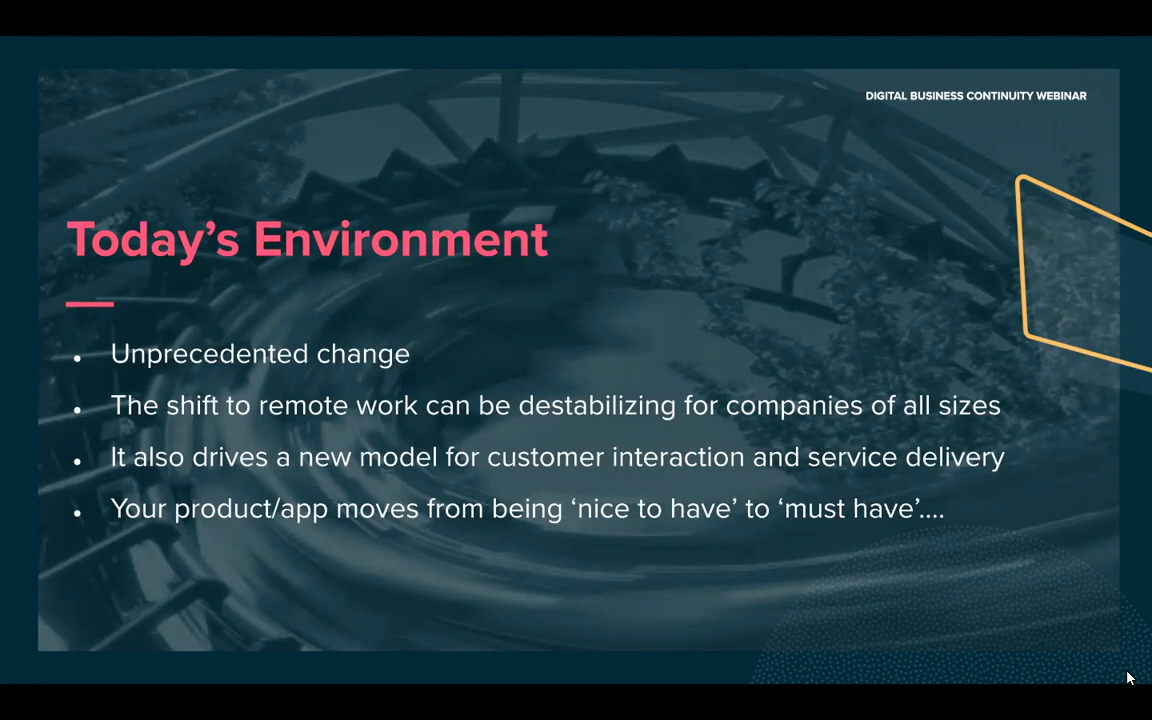 DIGITAL BUSINESS CONTINUITY WEBINAR
Today’s Environment
• Unprecedented change
• The shift to remote work can be destabilizing for companies of all sizes
• It also drives a new model for customer interaction and service delivery
• Your product/app moves from being ‘nice to have’ to ‘must have’....